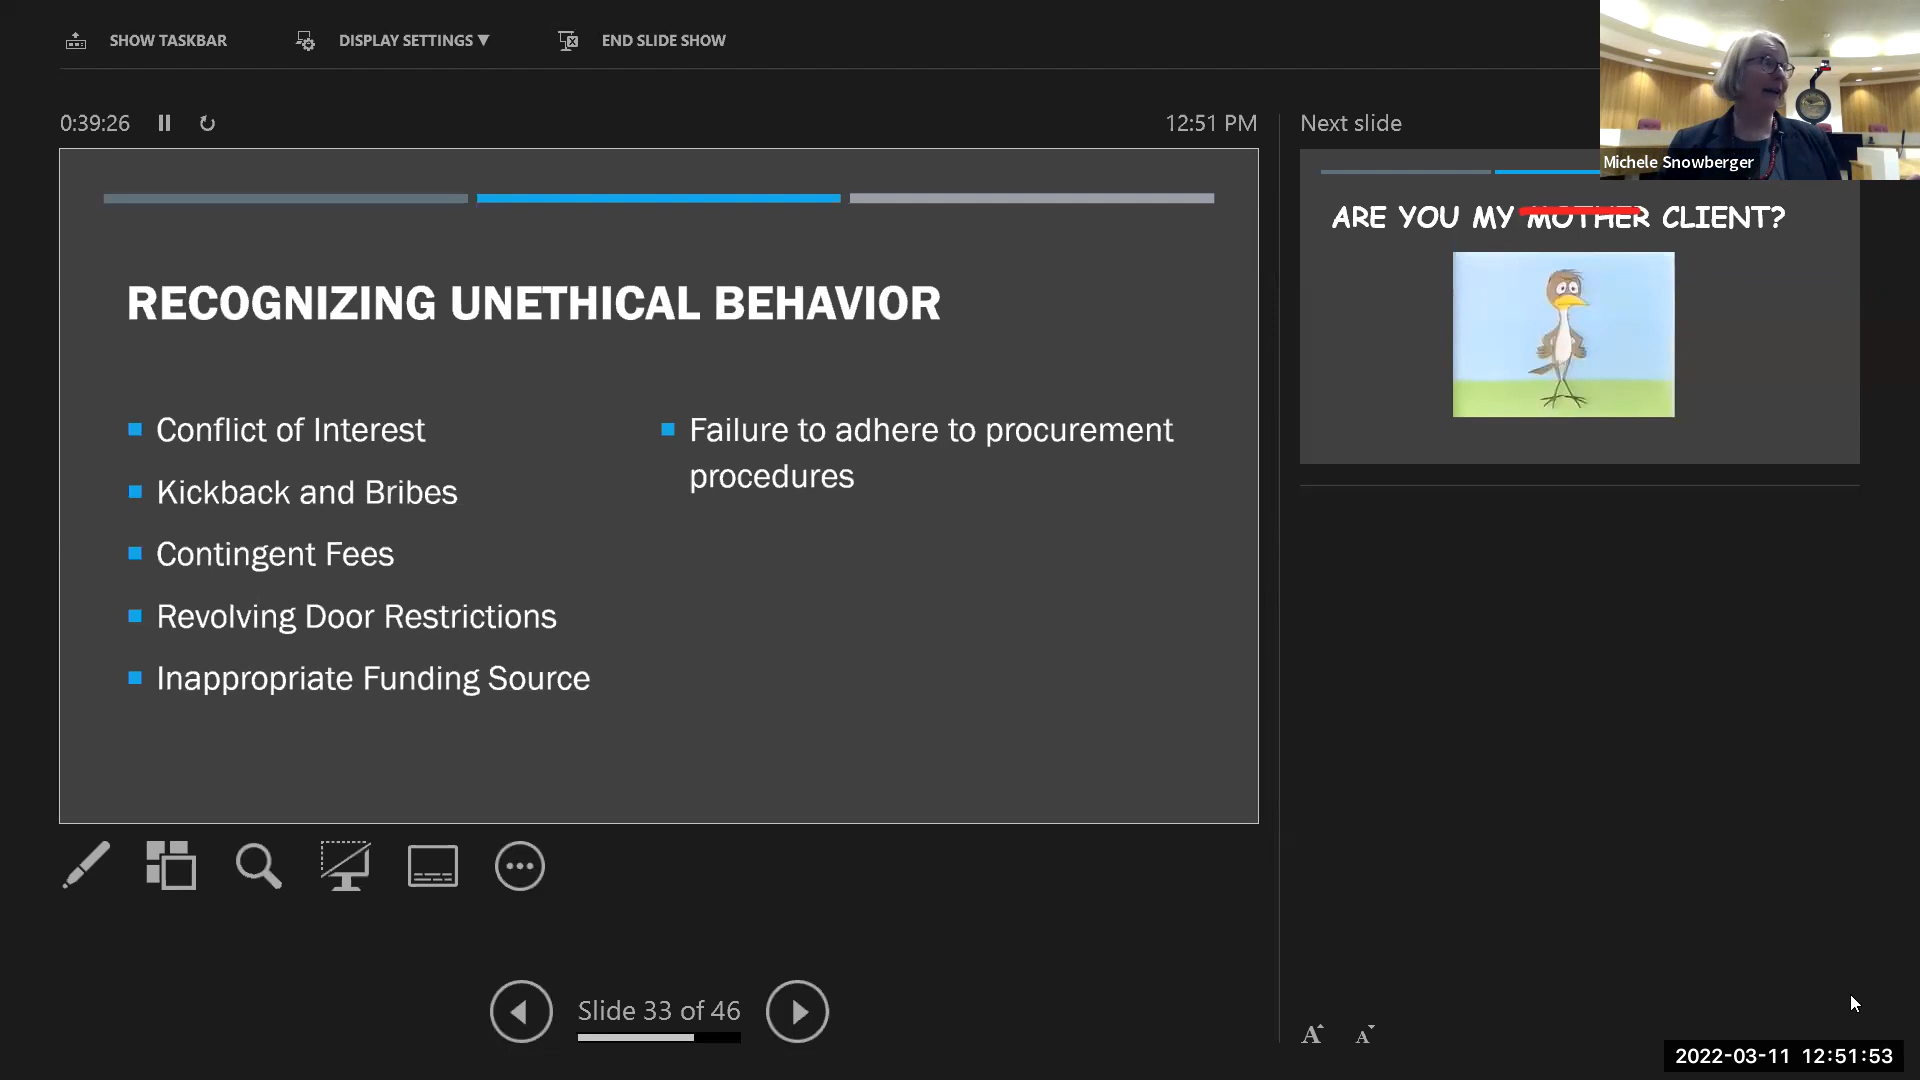 SHOW TASKBAR
DISPLAY SETTINGS ▼
END SLIDE SHOW
0:39:26
12:51 PM
Next slide
Michele Snowberger
RECOGNIZING UNETHICAL BEHAVIOR
Conflict of Interest
Kickback and Bribes
Contingent Fees
Revolving Door Restrictions
Inappropriate Funding Source
Failure to adhere to procurement
procedures
ARE YOU MY MOTHER CLIENT?
Slide 33 of 46
A A
2022-03-11 12:51:53